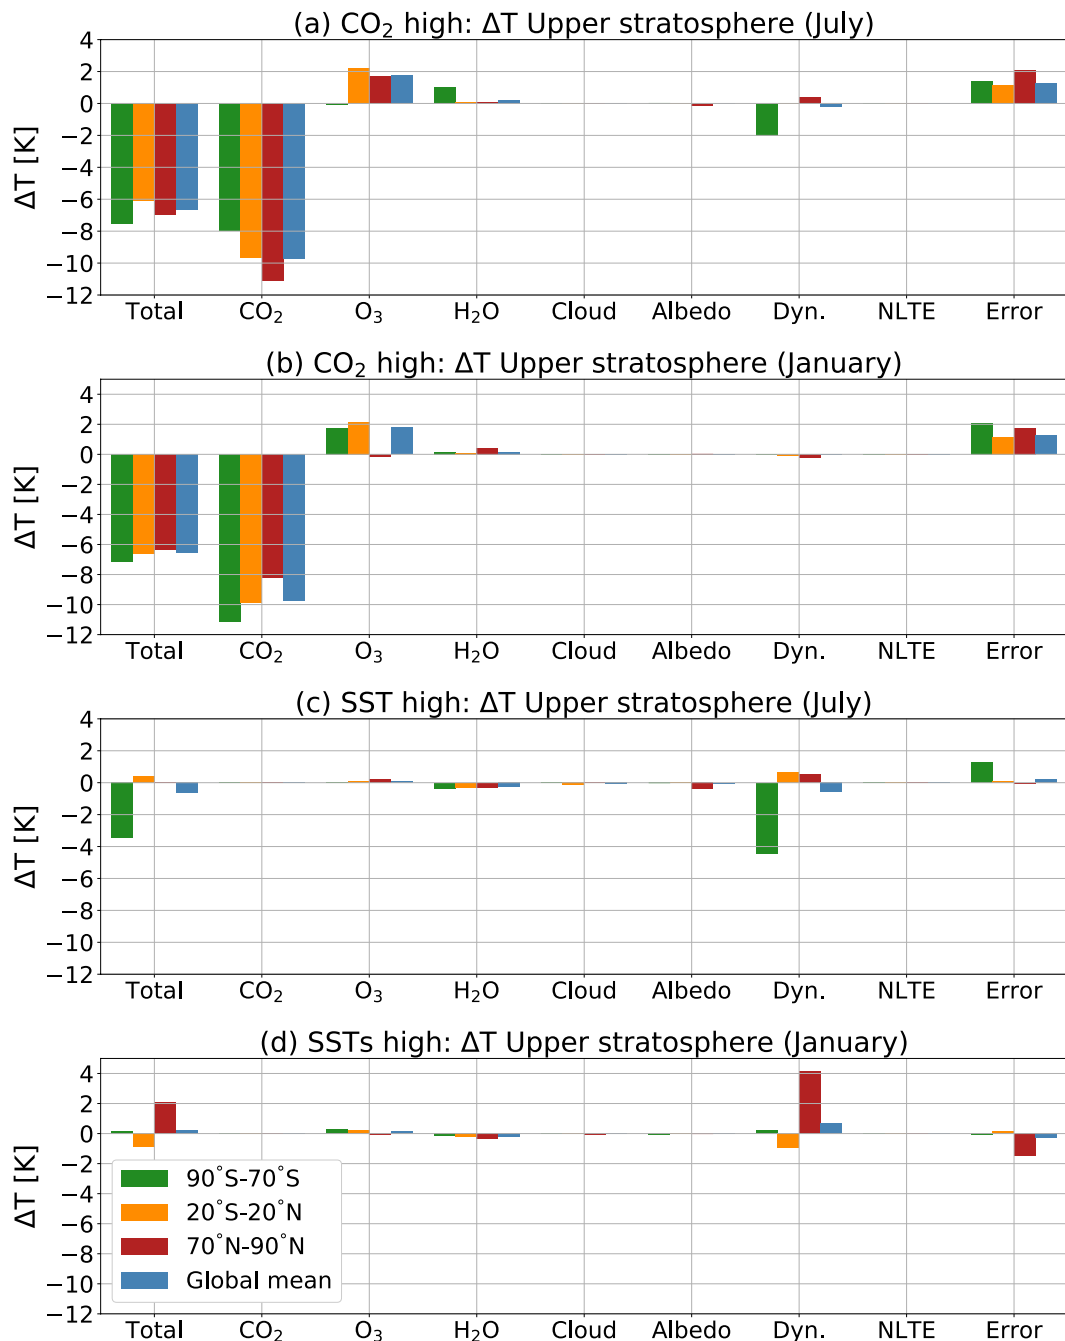 (a) CO₂ high: ΔT Upper stratosphere (July)
4
2
0
−2
−4
−6
−8
−10
−12
ΔT [K]
Total CO₂ O₃ H₂O Cloud Albedo Dyn. NLTE Error
(b) CO₂ high: ΔT Upper stratosphere (January)
4
2
0
−2
−4
−6
−8
−10
−12
ΔT [K]
Total CO₂ O₃ H₂O Cloud Albedo Dyn. NLTE Error
(c) SST high: ΔT Upper stratosphere (July)
4
2
0
−2
−4
−6
−8
−10
−12
ΔT [K]
Total CO₂ O₃ H₂O Cloud Albedo Dyn. NLTE Error
(d) SSTs high: ΔT Upper stratosphere (January)
4
2
0
−2
−4
−6
−8
−10
−12
ΔT [K]
90°S-70°S
20°S-20°N
70°N-90°N
Global mean
Total CO₂ O₃ H₂O Cloud Albedo Dyn. NLTE Error